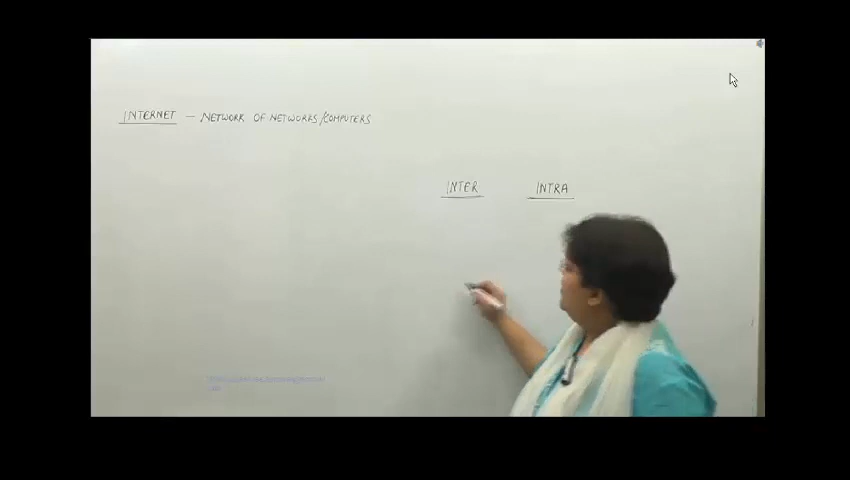 INTERNET — NETWORK OF NETWORKS/COMPUTERS
INTER INTRA